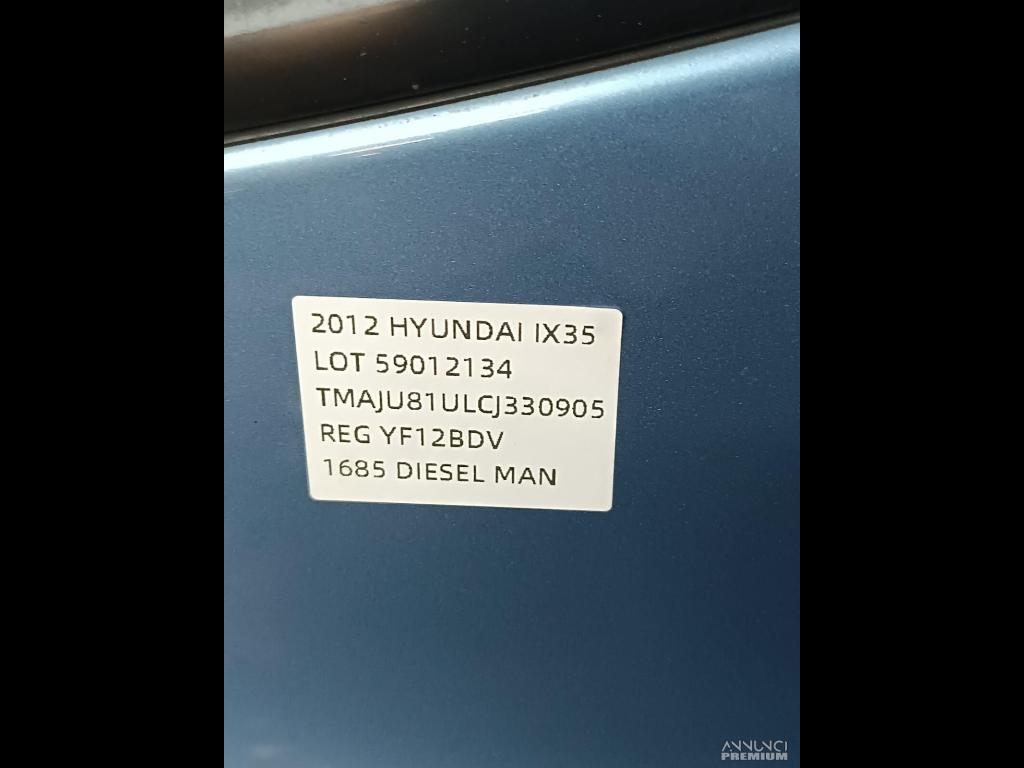 2012 HYUNDAI IX35
LOT 59012134
TMAJU81ULCJ330905
REG YF12BDV
1685 DIESEL MAN
ANNUNCI
PREMIUM